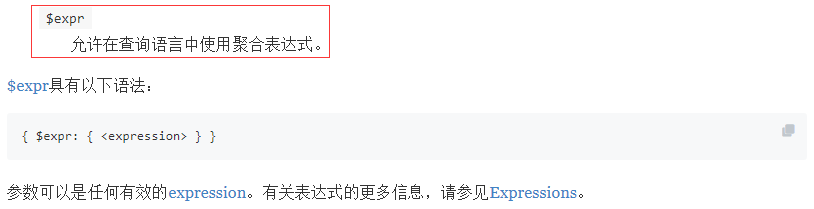 $expr
允许在查询语言中使用聚合表达式。
$expr具有以下语法：
{ $expr: { <expression> } }
参数可以是任何有效的expression。有关表达式的更多信息，请参见Expressions。